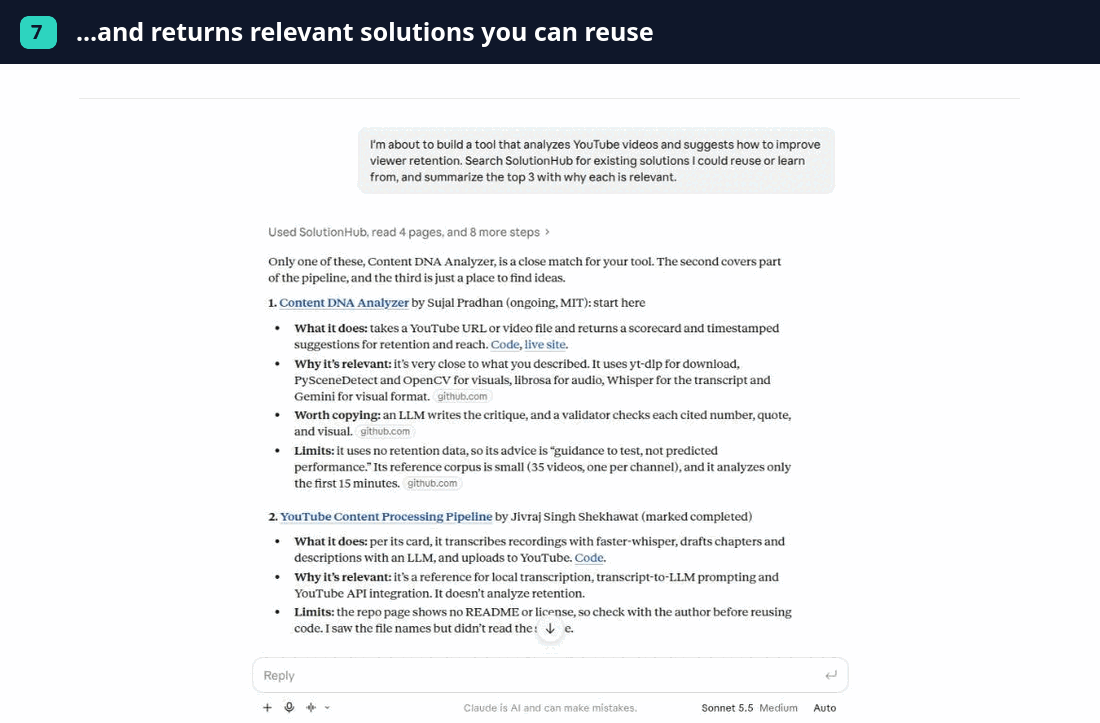 7 ...and returns relevant solutions you can reuse
I'm about to build a tool that analyzes YouTube videos and suggests how to improve
viewer retention. Search SolutionHub for existing solutions I could reuse or learn
from, and summarize the top 3 with why each is relevant.
Used SolutionHub, read 4 pages, and 8 more steps >
Only one of these, Content DNA Analyzer, is a close match for your tool. The second covers part
of the pipeline, and the third is just a place to find ideas.
1. Content DNA Analyzer by Sujal Pradhan (ongoing, MIT): start here
• What it does: takes a YouTube URL or video file and returns a scorecard and timestamped
suggestions for retention and reach. Code, live site.
• Why it's relevant: it's very close to what you described. It uses yt-dlp for download,
PySceneDetect and OpenCV for visuals, librosa for audio, Whisper for the transcript and
Gemini for visual format. github.com
• Worth copying: an LLM writes the critique, and a validator checks each cited number, quote,
and visual. github.com
• Limits: it uses no retention data, so its advice is “guidance to test, not predicted
performance.” Its reference corpus is small (35 videos, one per channel), and it analyzes only
the first 15 minutes. github.com
2. YouTube Content Processing Pipeline by Jivraj Singh Shekhawat (marked completed)
• What it does: per its card, it transcribes recordings with faster-whisper, drafts chapters and
descriptions with an LLM, and uploads to YouTube. Code.
• Why it's relevant: it's a reference for local transcription, transcript-to-LLM prompting and
YouTube API integration. It doesn't analyze retention.
• Limits: the repo page shows no README or license, so check with the author before reusing
code. I saw the file names but didn't read the
Reply
Claude is AI and can make mistakes. Sonnet 5.5 Medium Auto